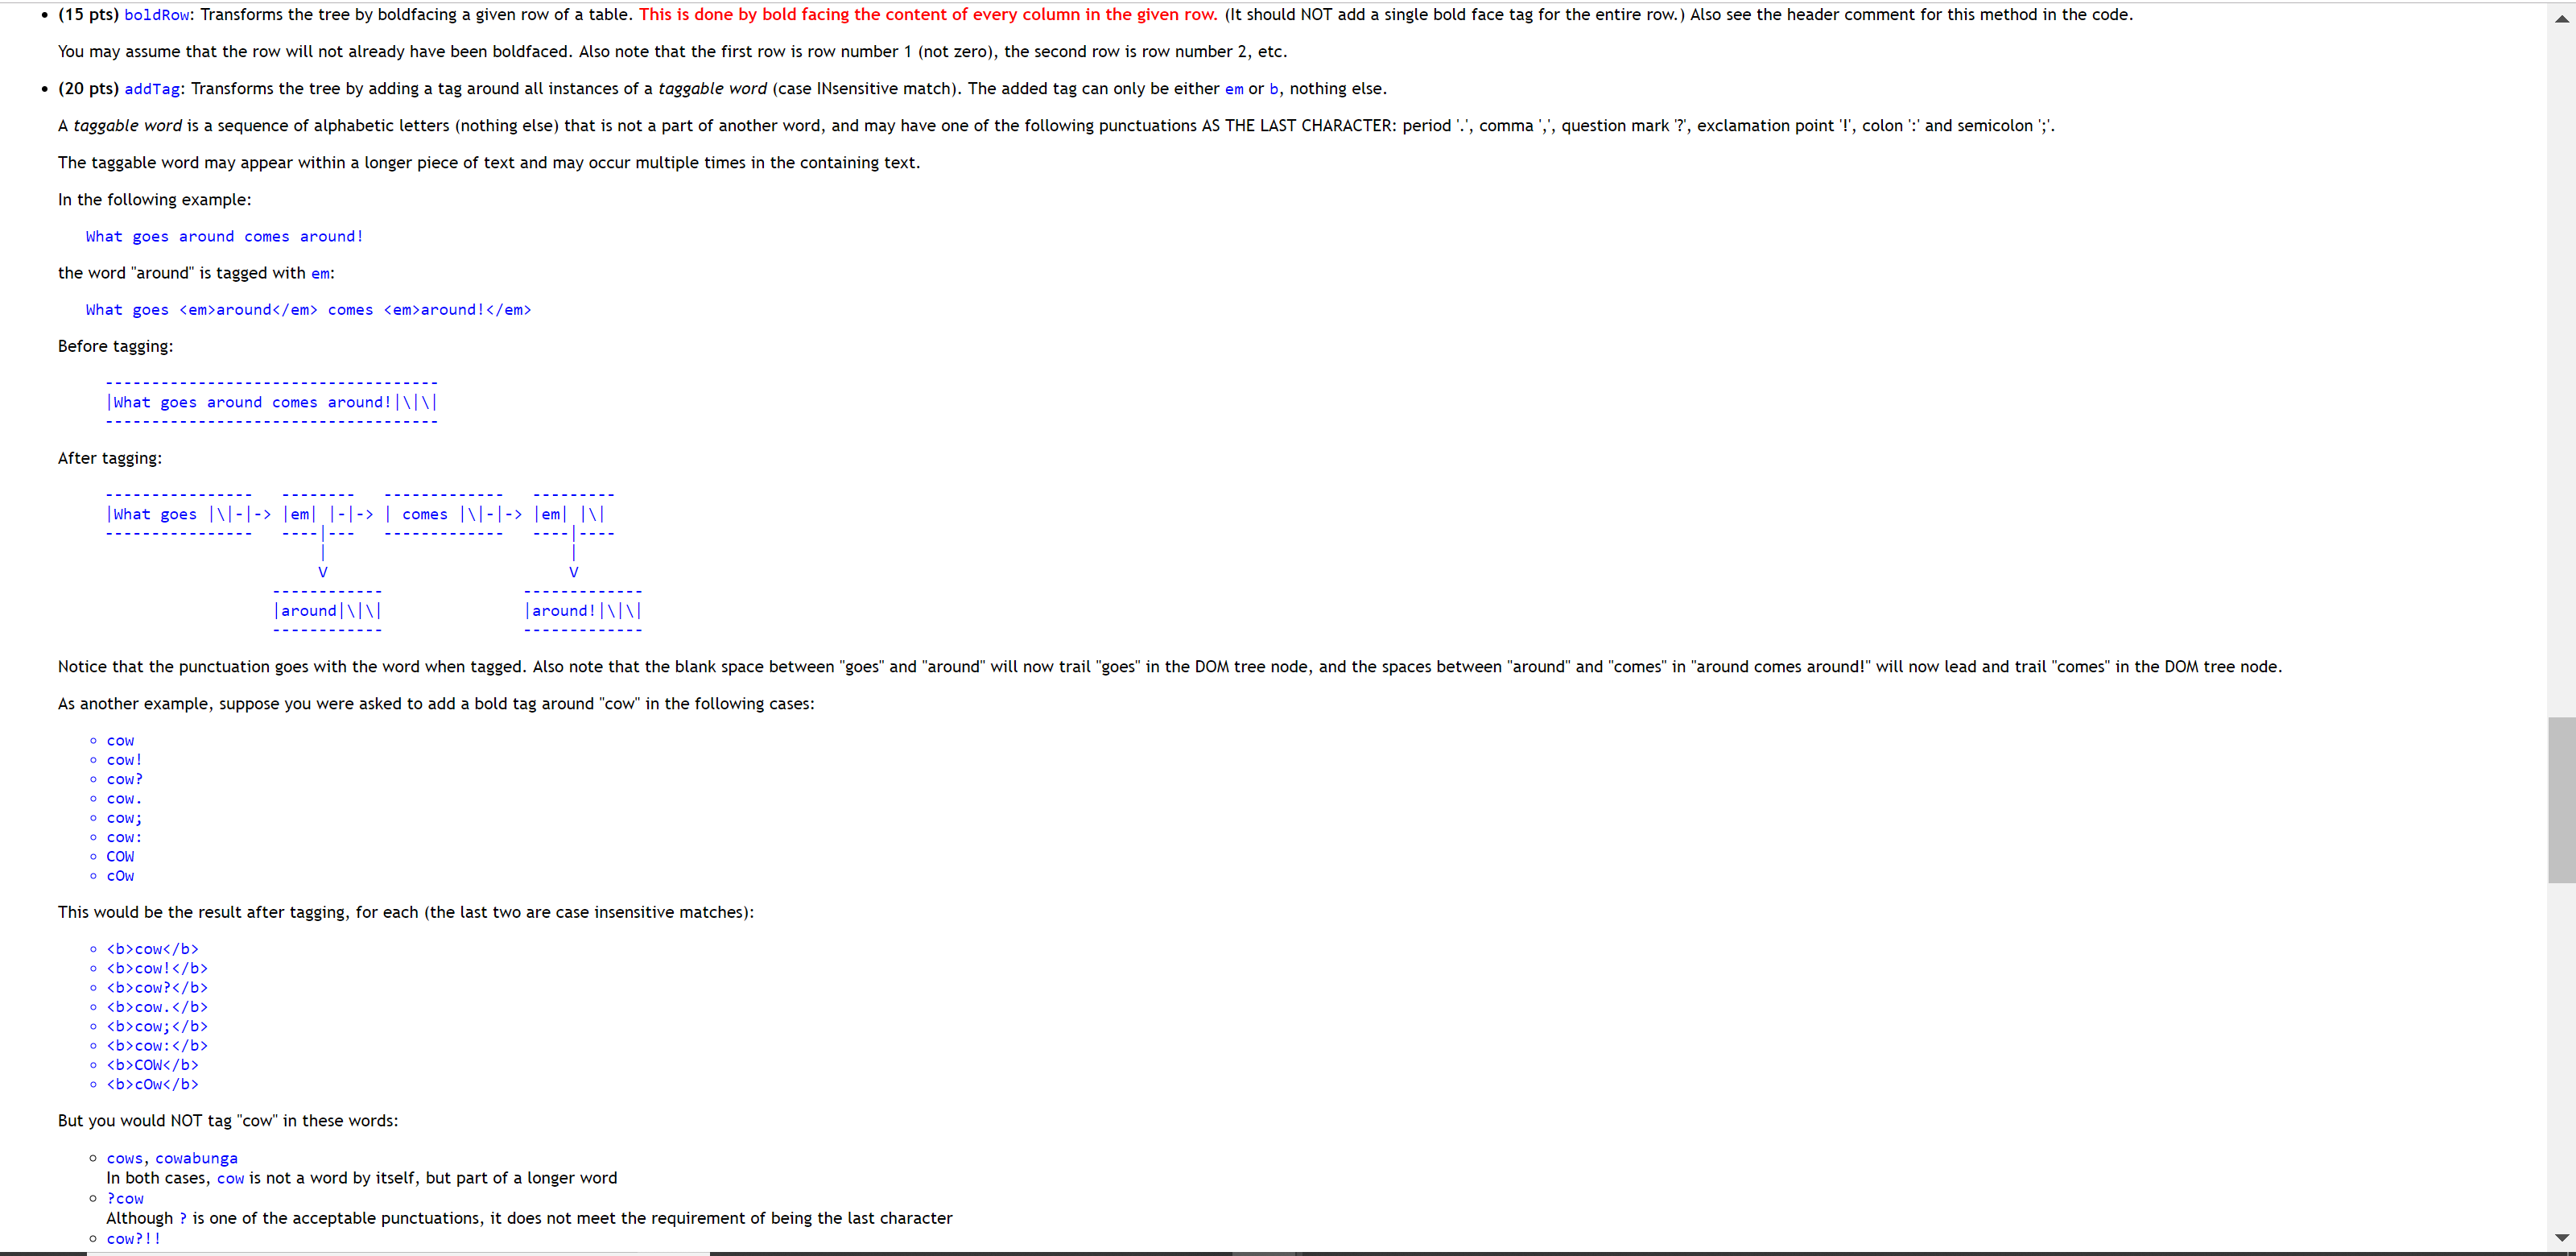 • (15 pts) boldRow: Transforms the tree by boldfacing a given row of a table. This is done by bold facing the content of every column in the given row. (It should NOT add a single bold face tag for the entire row.) Also see the header comment for this method in the code.
You may assume that the row will not already have been boldfaced. Also note that the first row is row number 1 (not zero), the second row is row number 2, etc.
• (20 pts) addTag: Transforms the tree by adding a tag around all instances of a taggable word (case INsensitive match). The added tag can only be either em or b, nothing else.
A taggable word is a sequence of alphabetic letters (nothing else) that is not a part of another word, and may have one of the following punctuations AS THE LAST CHARACTER: period '.', comma ',', question mark '?', exclamation point '!', colon ':' and semicolon ';'.
The taggable word may appear within a longer piece of text and may occur multiple times in the containing text.
In the following example:
What goes around comes around!
the word "around" is tagged with em:
What goes <em>around</em> comes <em>around!</em>
Before tagging:
------------------------------------
|What goes around comes around!|\|\|
------------------------------------
After tagging:
----------------   --------   -------------   ---------
|What goes |\|-|-> |em| |-|-> | comes |\|-|-> |em| |\|
----------------   ----|---   -------------   ----|----
|                          |
V                          V
------------               -------------
|around|\|\|               |around!|\|\|
------------               -------------
Notice that the punctuation goes with the word when tagged. Also note that the blank space between "goes" and "around" will now trail "goes" in the DOM tree node, and the spaces between "around" and "comes" in "around comes around!" will now lead and trail "comes" in the DOM tree node.
As another example, suppose you were asked to add a bold tag around "cow" in the following cases:
◦ cow
◦ cow!
◦ cow?
◦ cow.
◦ cow;
◦ cow:
◦ COW
◦ cOw
This would be the result after tagging, for each (the last two are case insensitive matches):
◦ <b>cow</b>
◦ <b>cow!</b>
◦ <b>cow?</b>
◦ <b>cow.</b>
◦ <b>cow;</b>
◦ <b>cow:</b>
◦ <b>COW</b>
◦ <b>cOw</b>
But you would NOT tag "cow" in these words:
◦ cows, cowabunga
In both cases, cow is not a word by itself, but part of a longer word
◦ ?cow
Although ? is one of the acceptable punctuations, it does not meet the requirement of being the last character
◦ cow?!!